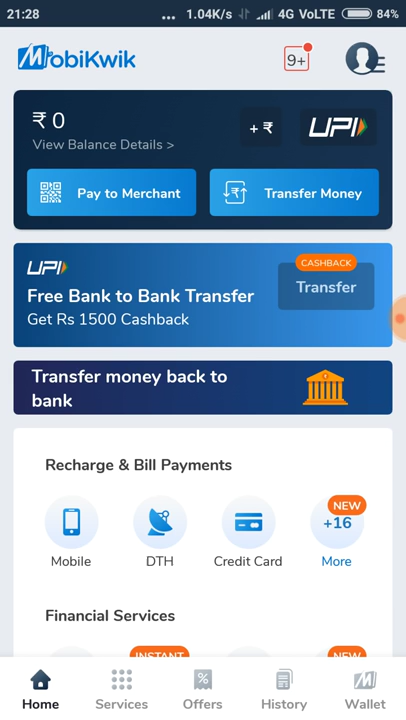 21:28 ... 1.04K/s 4G VoLTE 84%
MobiKwik 9+
₹ 0
+ ₹ UPI
View Balance Details >
Pay to Merchant Transfer Money
UPI
CASHBACK
Free Bank to Bank Transfer Transfer
Get Rs 1500 Cashback
Transfer money back to
bank
Recharge & Bill Payments
NEW
+16
Mobile DTH Credit Card More
Financial Services
INSTANT NEW
Home Services Offers History Wallet